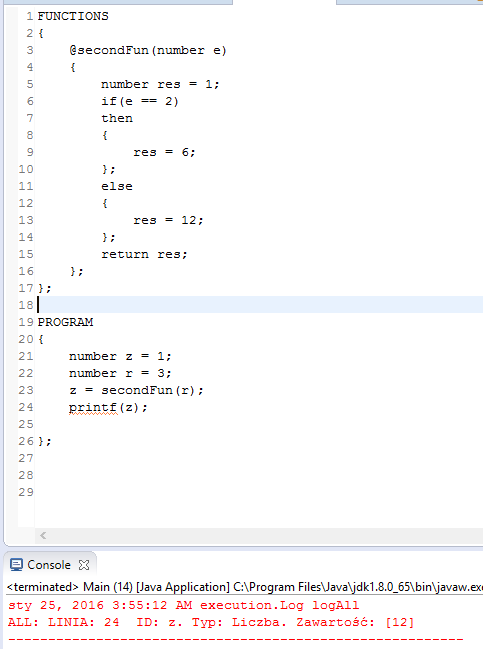 1 FUNCTIONS
2 {
3     @secondFun(number e)
4     {
5         number res = 1;
6         if(e == 2)
7         then
8         {
9             res = 6;
10         };
11         else
12         {
13             res = 12;
14         };
15         return res;
16     };
17 };
18
19 PROGRAM
20 {
21     number z = 1;
22     number r = 3;
23     z = secondFun(r);
24     printf(z);
25
26 };
27
28
29
Console
<terminated> Main (14) [Java Application] C:\Program Files\Java\jdk1.8.0_65\bin\javaw.exe
sty 25, 2016 3:55:12 AM execution.Log logAll
ALL: LINIA: 24  ID: z. Typ: Liczba. Zawartość: [12]
----------------------------------------------------------